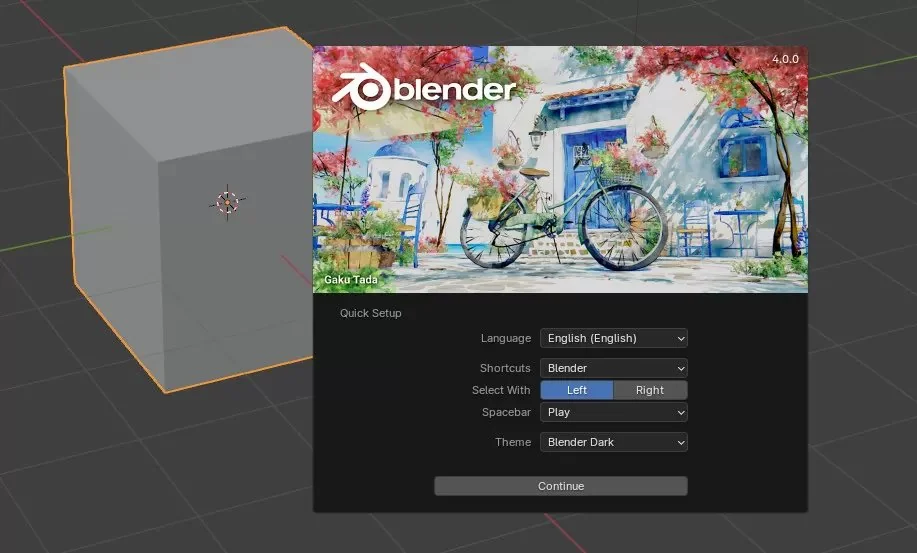 4.0.0
blender
Gaku Tada
Quick Setup
Language English (English)
Shortcuts Blender
Select With Left Right
Spacebar Play
Theme Blender Dark
Continue